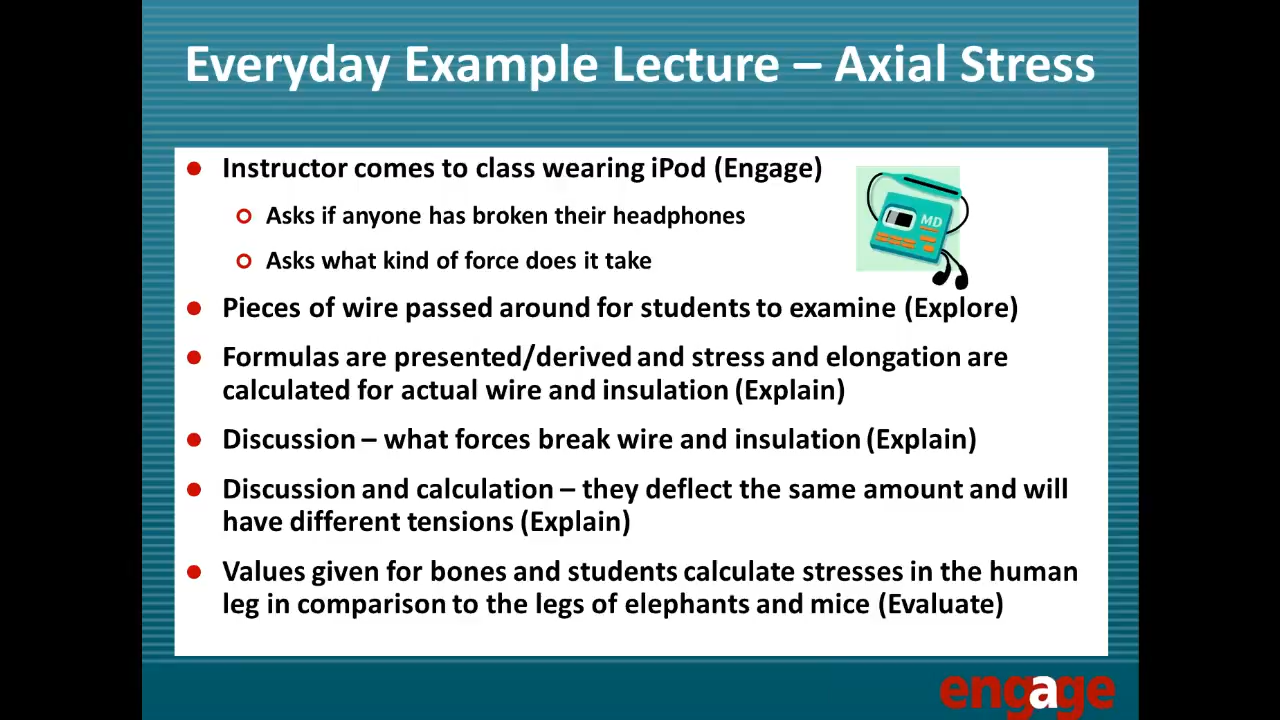 Everyday Example Lecture – Axial Stress
Instructor comes to class wearing iPod (Engage)
Asks if anyone has broken their headphones
Asks what kind of force does it take
MD
Pieces of wire passed around for students to examine (Explore)
Formulas are presented/derived and stress and elongation are
calculated for actual wire and insulation (Explain)
Discussion – what forces break wire and insulation (Explain)
Discussion and calculation – they deflect the same amount and will
have different tensions (Explain)
Values given for bones and students calculate stresses in the human
leg in comparison to the legs of elephants and mice (Evaluate)
engage